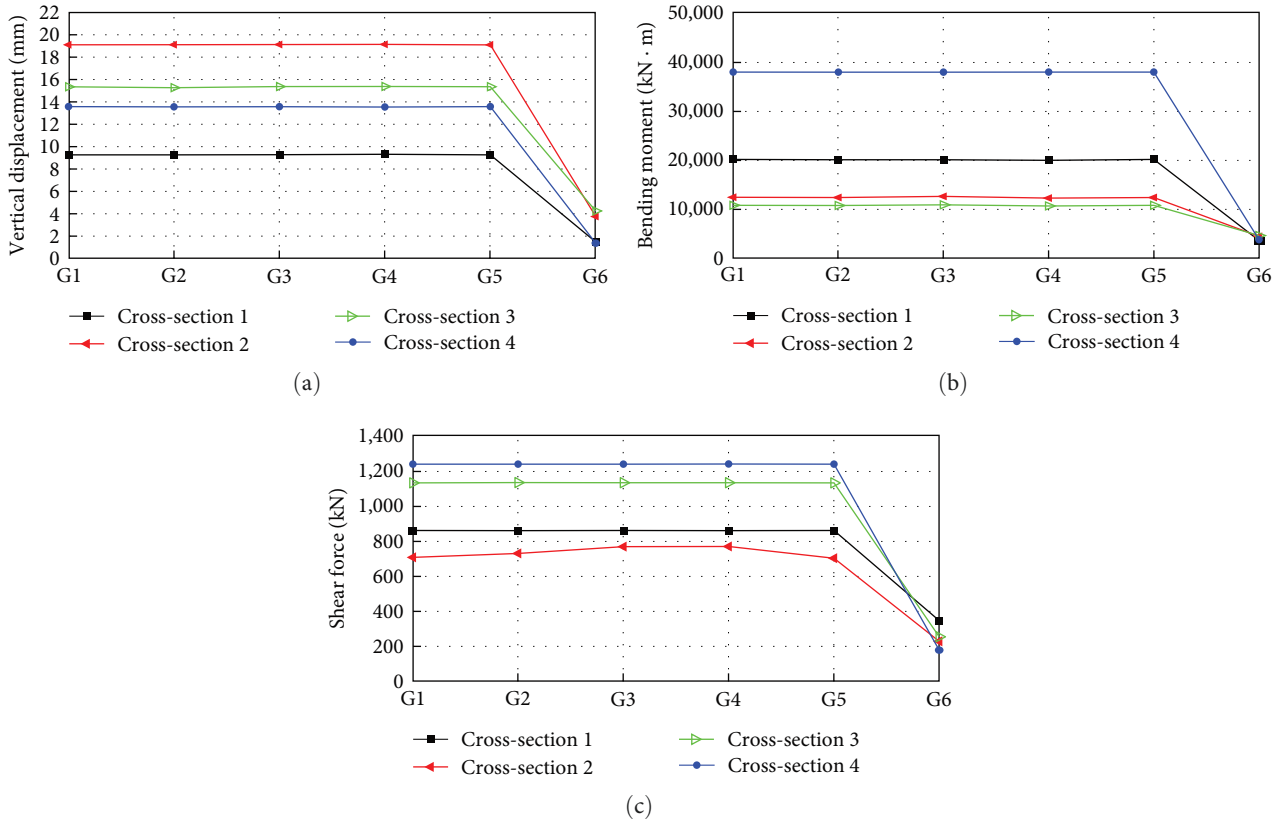 Vertical displacement (mm)
22
20
18
16
14
12
10
8
6
4
2
0
G1 G2 G3 G4 G5 G6
Cross-section 1
Cross-section 2
Cross-section 3
Cross-section 4
(a)
Bending moment (kN · m)
50,000
40,000
30,000
20,000
10,000
0
G1 G2 G3 G4 G5 G6
Cross-section 1
Cross-section 2
Cross-section 3
Cross-section 4
(b)
Shear force (kN)
1,400
1,200
1,000
800
600
400
200
0
G1 G2 G3 G4 G5 G6
Cross-section 1
Cross-section 2
Cross-section 3
Cross-section 4
(c)